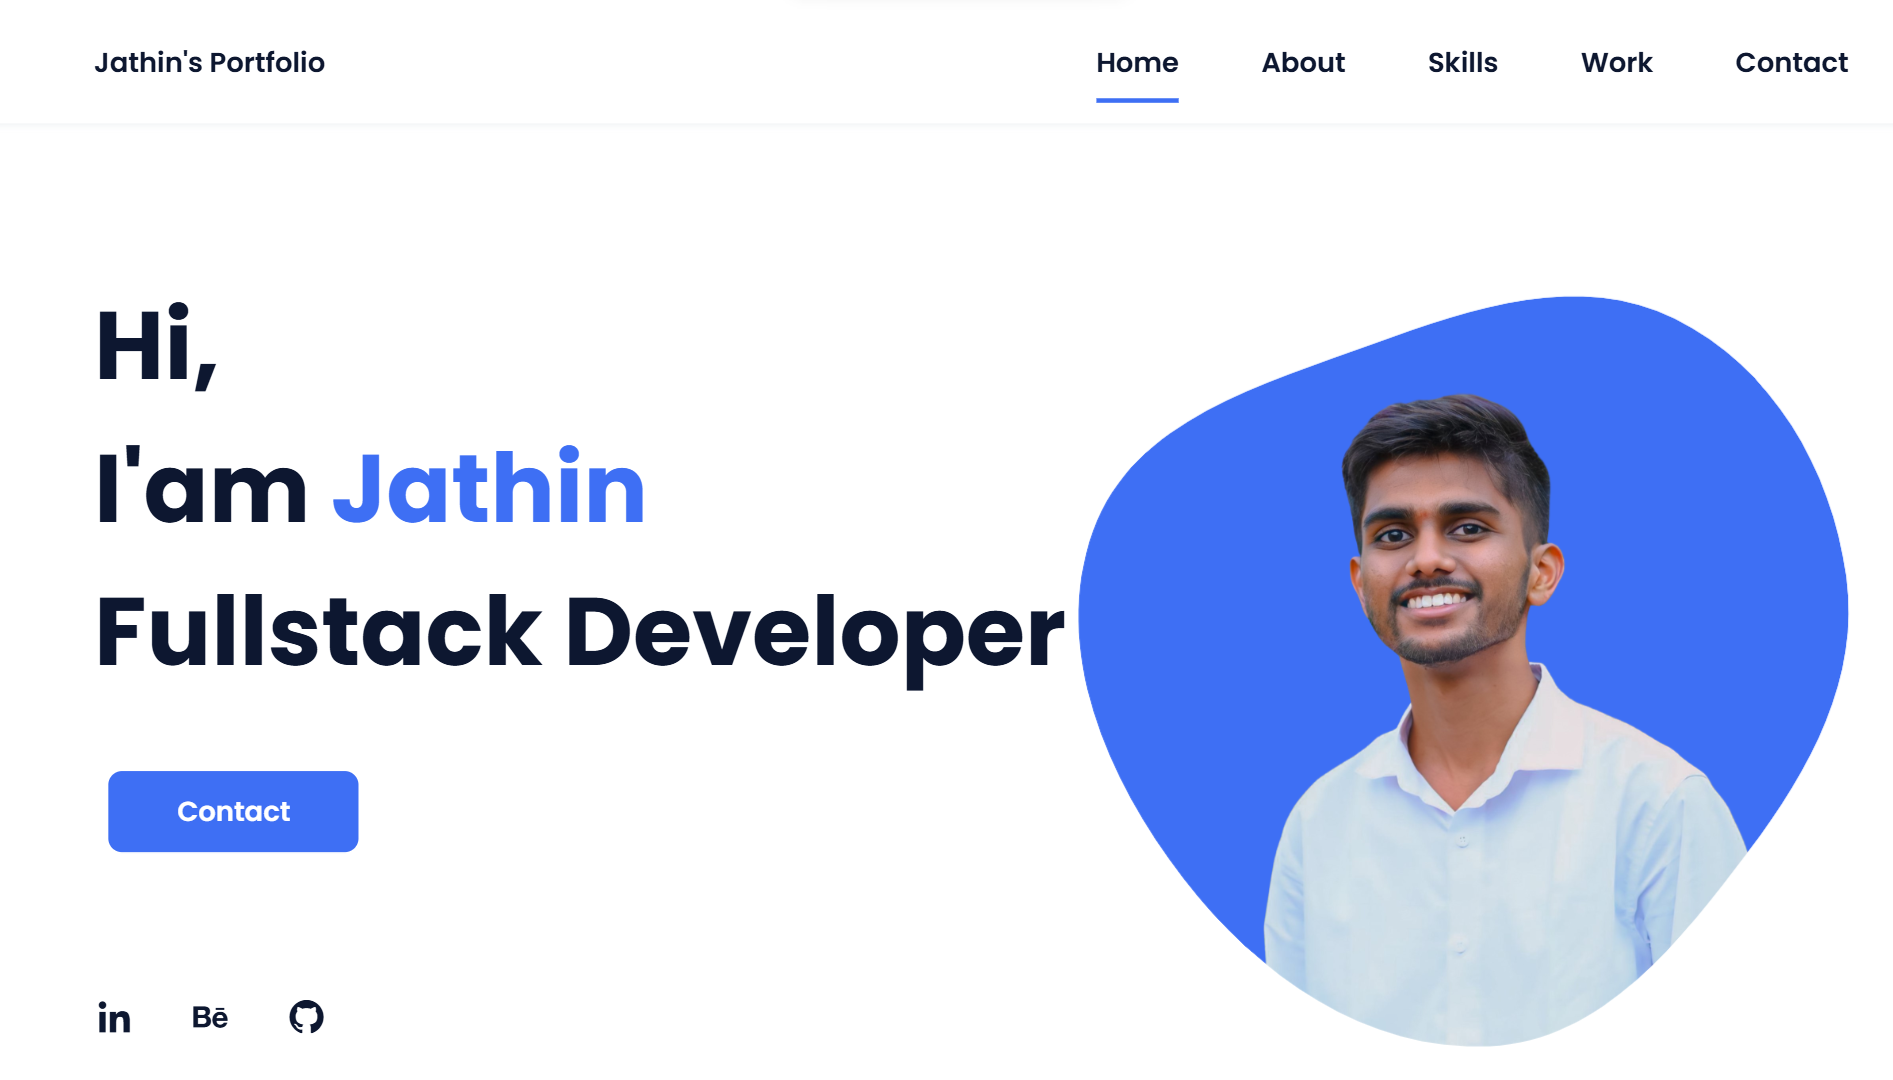 Jathin's Portfolio
Home About Skills Work Contact
Hi,
I'am Jathin
Fullstack Developer
Contact
in Bē